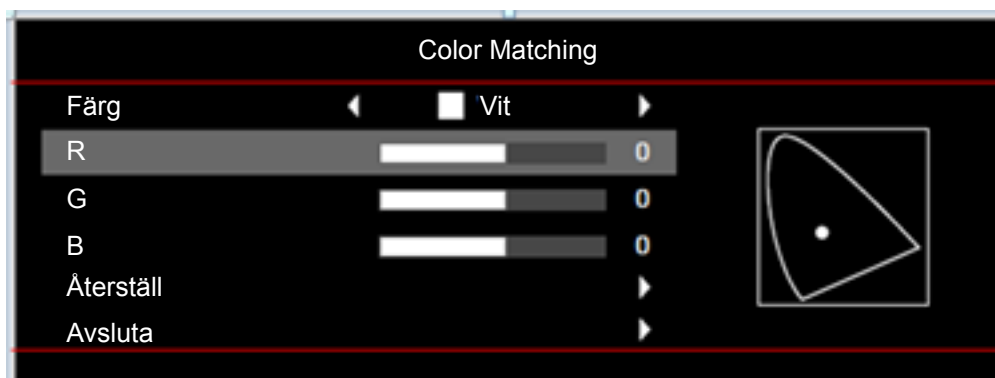 Color Matching
Färg Vit
R 0
G 0
B 0
Återställ
Avsluta